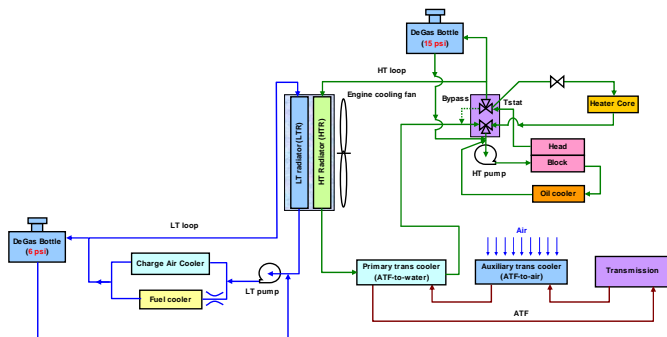 DeGas Bottle
(15 psi)
HT loop
Engine cooling fan
Bypass
Tstat
Heater Core
LT radiator (LTR)
HT Radiator (HTR)
Head
Block
HT pump
Oil cooler
LT loop
DeGas Bottle
(6 psi)
Charge Air Cooler
Fuel cooler
LT pump
Air
Primary trans cooler
(ATF-to-water)
Auxiliary trans cooler
(ATF-to-air)
Transmission
ATF